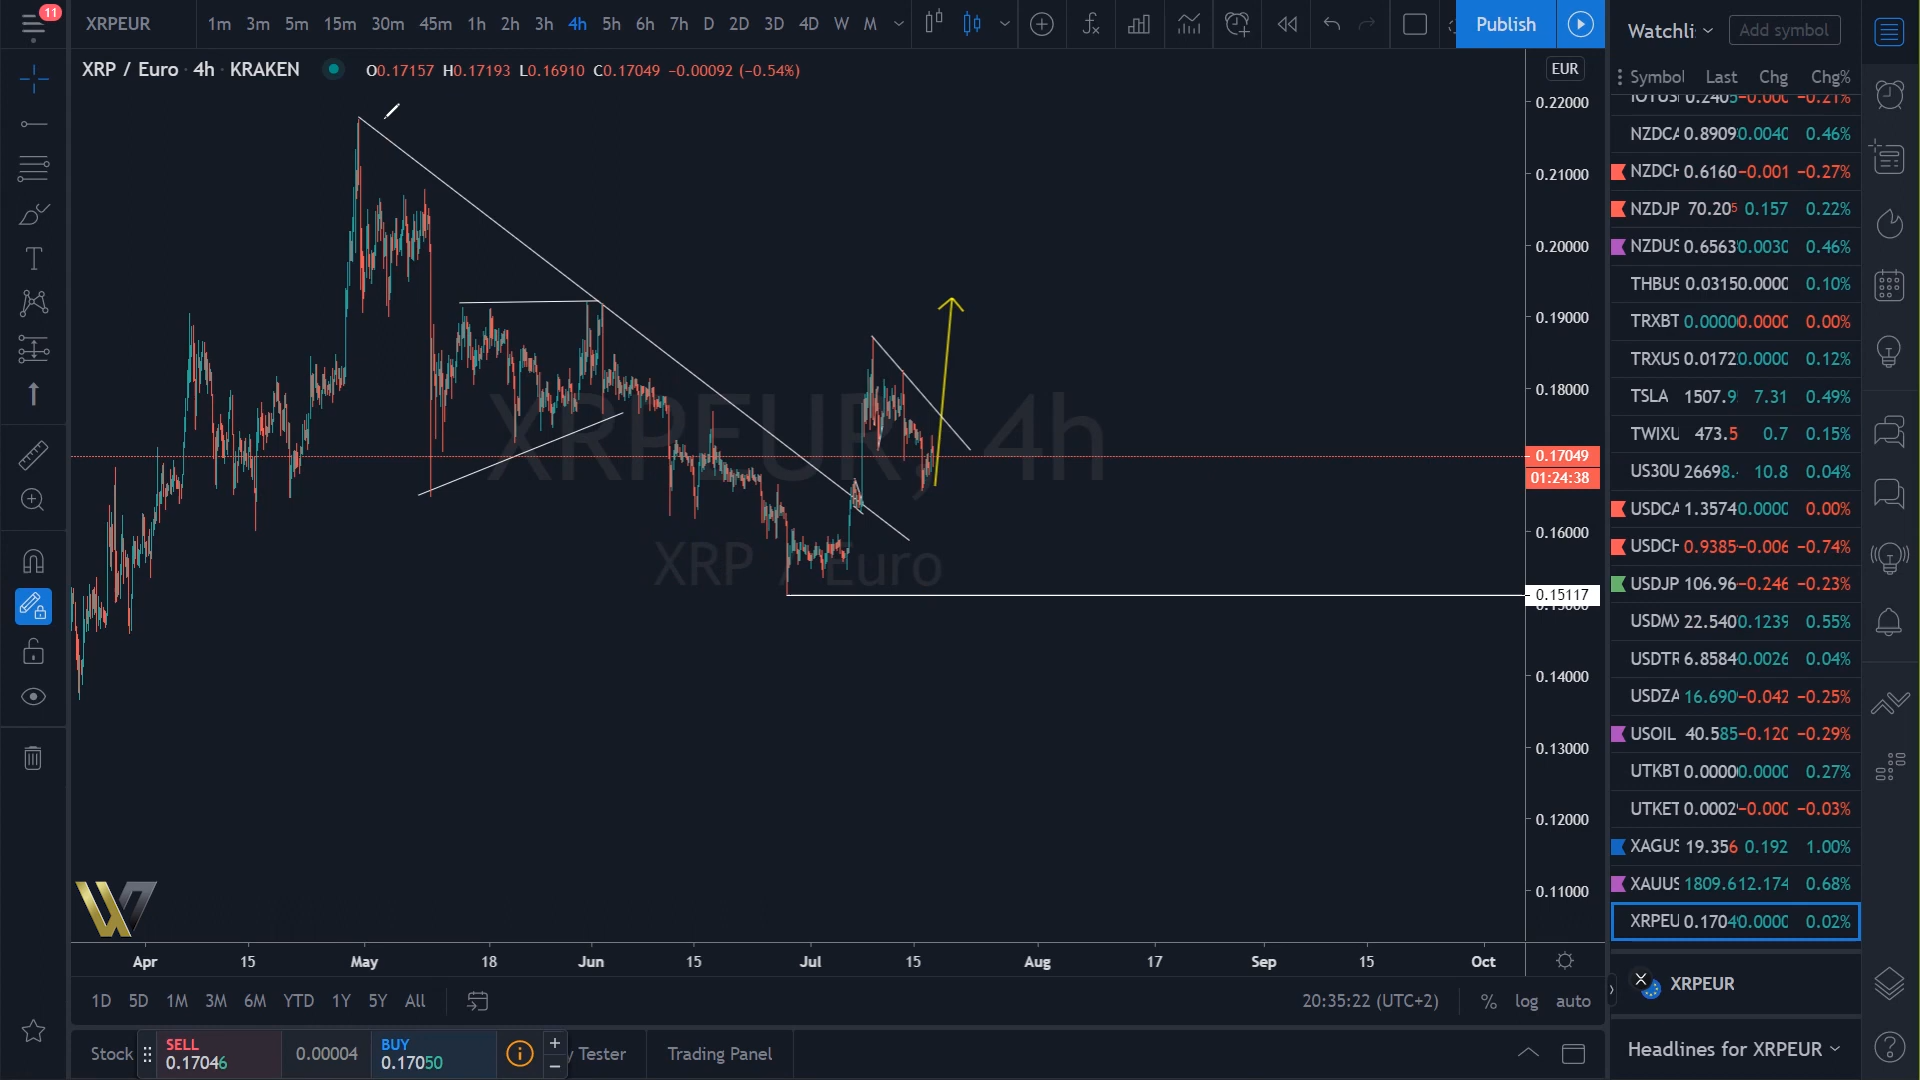 11
XRPEUR 1m 3m 5m 15m 30m 45m 1h 2h 3h 4h 5h 6h 7h D 2D 3D 4D W M Publish
XRP / Euro · 4h · KRAKEN O0.17157 H0.17193 L0.16910 C0.17049 −0.00092 (−0.54%)
EUR
0.22000
0.21000
0.20000
0.19000
0.18000
0.17049
01:24:38
0.16000
0.15117
0.14000
0.13000
0.12000
0.11000
XRPEUR, 4h
XRP / Euro
Apr 15 May 18 Jun 15 Jul 15 Aug 17 Sep 15 Oct
1D 5D 1M 3M 6M YTD 1Y 5Y All 20:35:22 (UTC+2) % log auto
Stock SELL 0.17046 0.00004 BUY 0.17050 + − Tester Trading Panel
Watchli Add symbol
Symbol Last Chg Chg%
0.2405 −0.000 −0.21%
NZDCA 0.8909 0.0040 0.46%
NZDCH 0.6160 −0.001 −0.27%
NZDJP 70.205 0.157 0.22%
NZDUS 0.6563 0.0030 0.46%
THBUS 0.0315 0.0000 0.10%
TRXBT 0.0000 0.0000 0.00%
TRXUS 0.0172 0.0000 0.12%
TSLA 1507.9 7.31 0.49%
TWIXU 473.5 0.7 0.15%
US30U 26698. 10.8 0.04%
USDCA 1.3574 0.0000 0.00%
USDCH 0.9385 −0.006 −0.74%
USDJP 106.96 −0.246 −0.23%
USDMX 22.540 0.1239 0.55%
USDTR 6.8584 0.0026 0.04%
USDZA 16.690 −0.042 −0.25%
USOIL 40.585 −0.120 −0.29%
UTKBT 0.0000 0.0000 0.27%
UTKET 0.0002 −0.000 −0.03%
XAGUS 19.356 0.192 1.00%
XAUUS 1809.6 12.174 0.68%
XRPEU 0.1704 0.0000 0.02%
XRPEUR
Headlines for XRPEUR